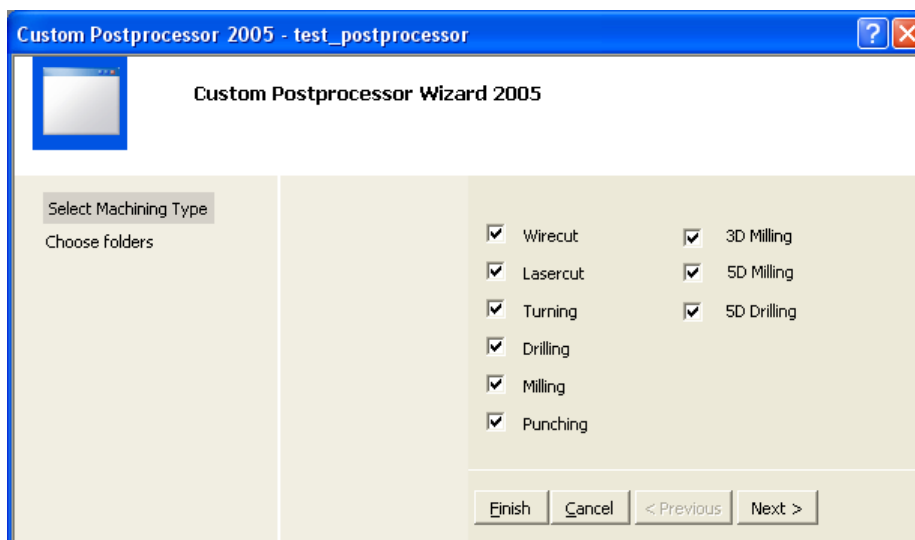 Custom Postprocessor 2005 - test_postprocessor
Custom Postprocessor Wizard 2005
Select Machining Type
Choose folders
Wirecut
Lasercut
Turning
Drilling
Milling
Punching
3D Milling
5D Milling
5D Drilling
Finish Cancel < Previous Next >